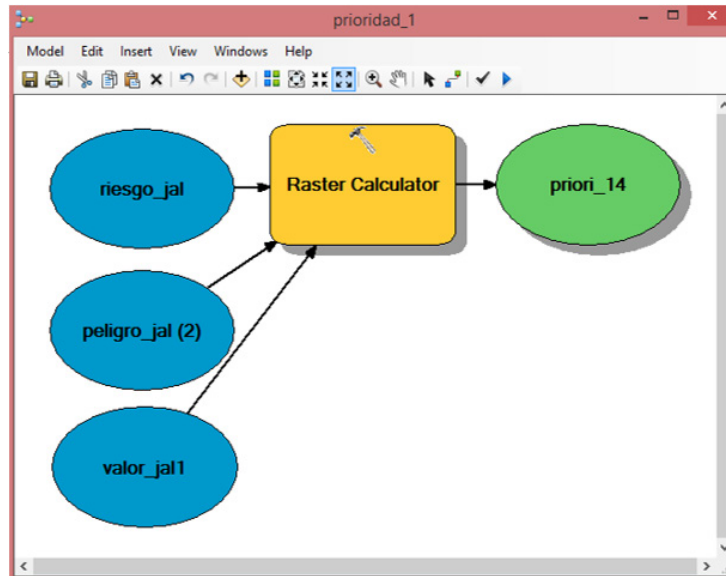 prioridad_1
Model Edit Insert View Windows Help
riesgo_jal
Raster Calculator
priori_14
peligro_jal (2)
valor_jal1